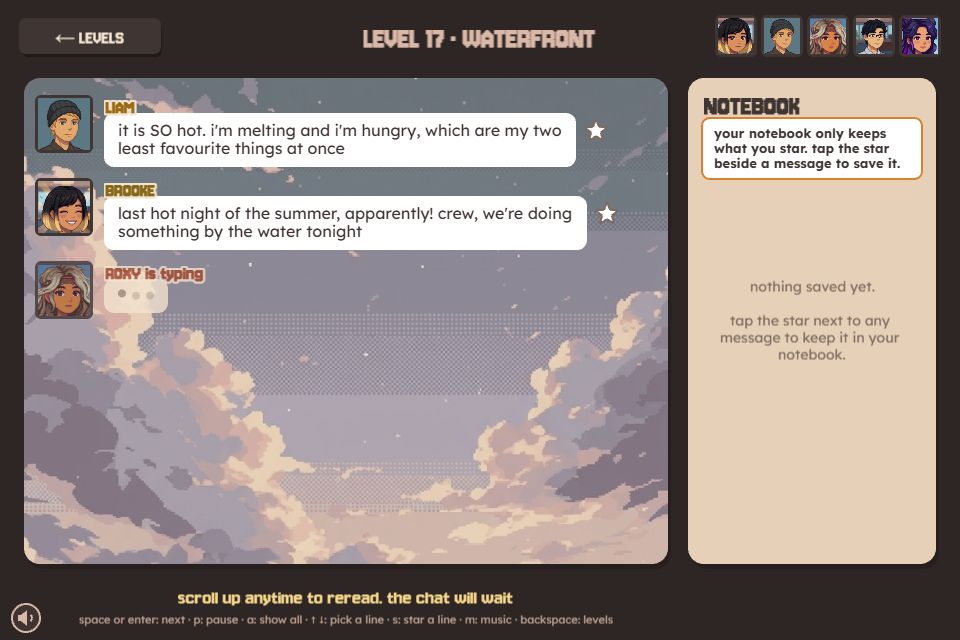 ← LEVELS
LEVEL 17 · WATERFRONT
LIAM
it is SO hot. i'm melting and i'm hungry, which are my two
least favourite things at once
BROOKE
last hot night of the summer, apparently! crew, we're doing
something by the water tonight
ROXY is typing
NOTEBOOK
your notebook only keeps
what you star. tap the star
beside a message to save it.
nothing saved yet.
tap the star next to any
message to keep it in your
notebook.
scroll up anytime to reread. the chat will wait
space or enter: next · p: pause · a: show all · ↑ ↓: pick a line · s: star a line · m: music · backspace: levels